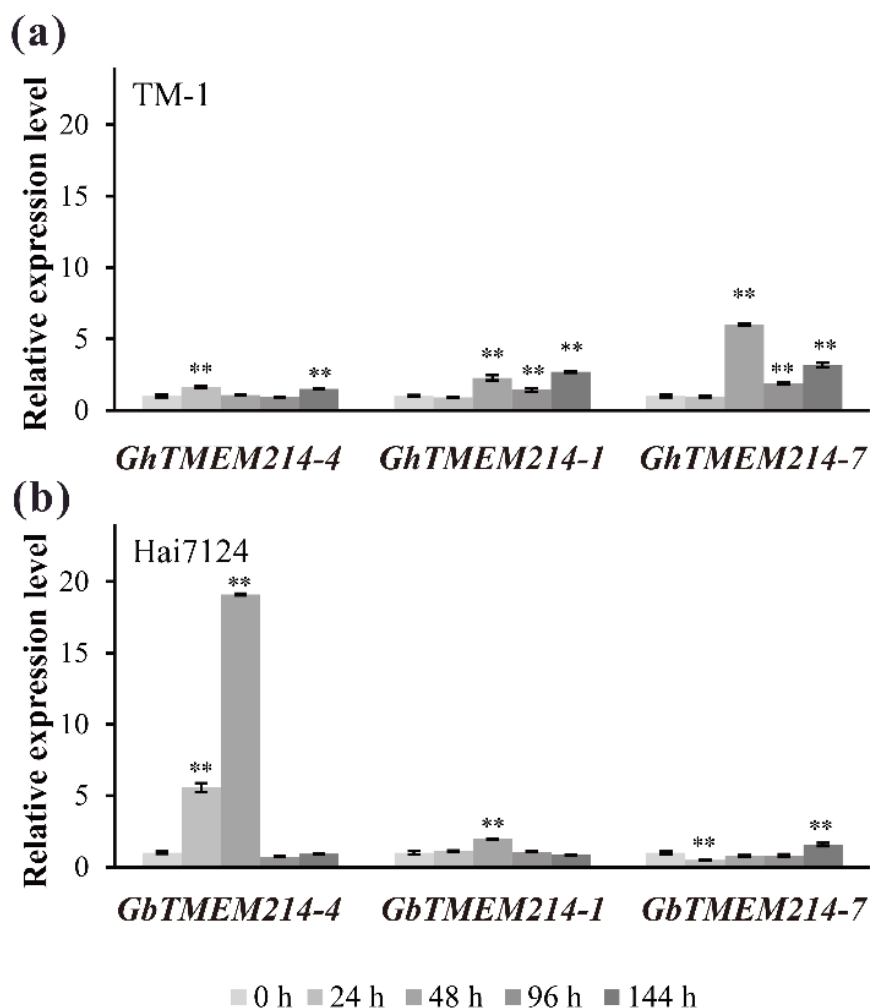 (a)
TM-1
Relative expression level
20
15
10
5
0
**
**
**
**
**
**
**
**
GhTMEM214-4 GhTMEM214-1 GhTMEM214-7
(b)
Hai7124
Relative expression level
20
15
10
5
0
**
**
**
**
**
GbTMEM214-4 GbTMEM214-1 GbTMEM214-7
0 h 24 h 48 h 96 h 144 h